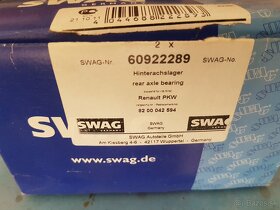 2 x
SWAG-Nr. 60922289 SWAG-No.
Hinterachslager
rear axle bearing
Renault PKW
82 00 042 594
SWAG
Germany
SWAG Autoteile GmbH
Am Kiesberg 4-6 · 42117 Wuppertal · Germany
SW
www.swag.de